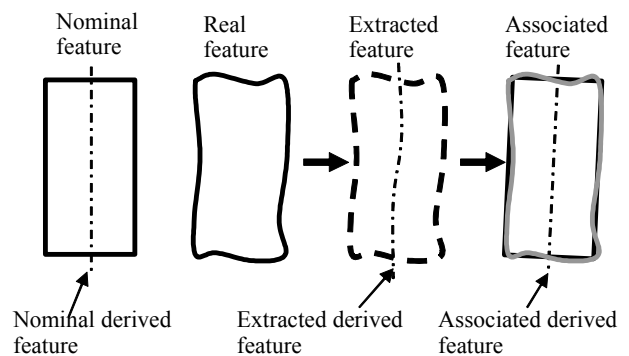 Nominal
feature
Real
feature
Extracted
feature
Associated
feature
Nominal derived
feature
Extracted derived
feature
Associated derived
feature